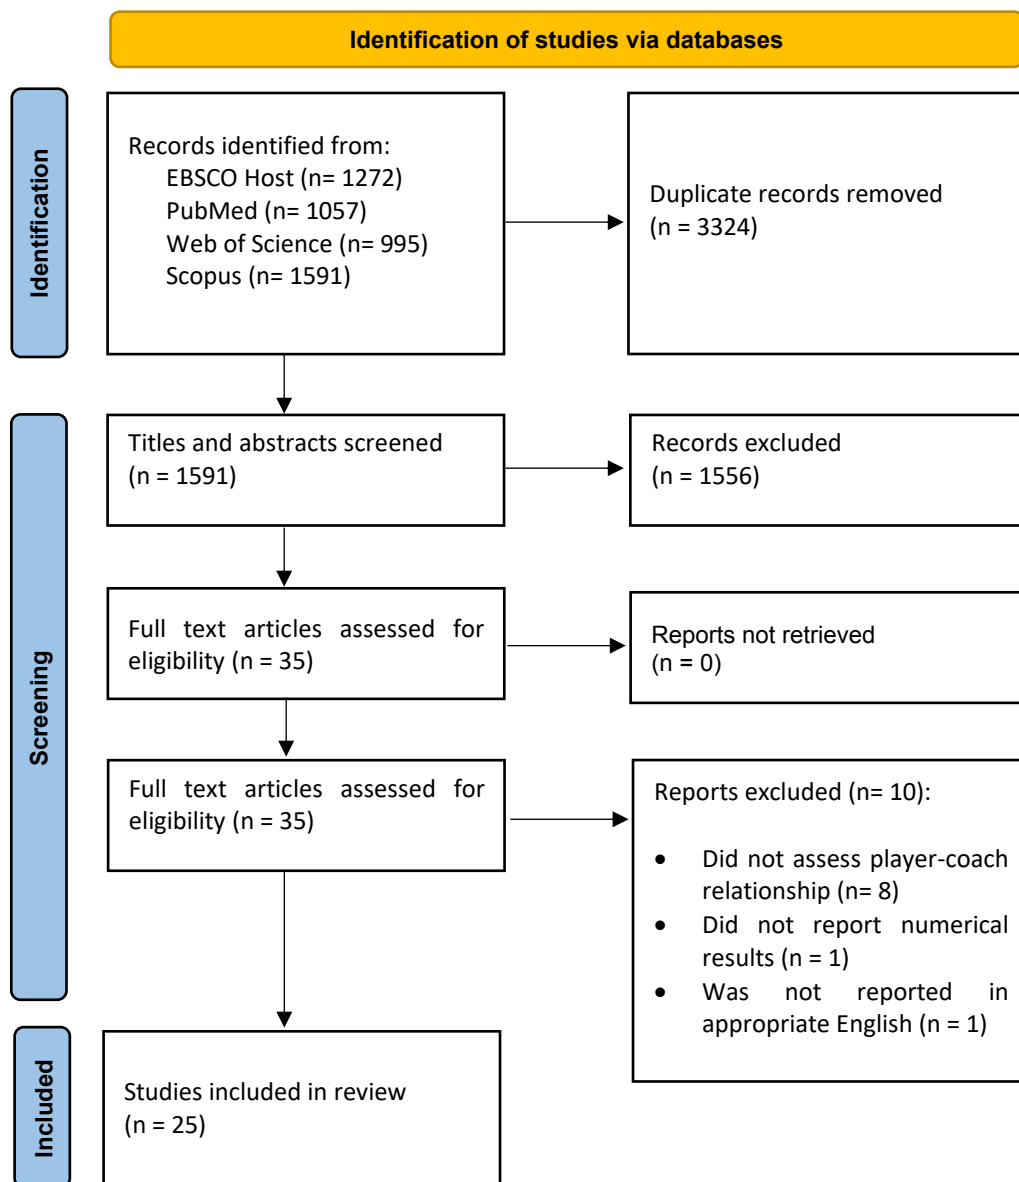 Identification of studies via databases
Identification
Records identified from:
EBSCO Host (n= 1272)
PubMed (n= 1057)
Web of Science (n= 995)
Scopus (n= 1591)
Duplicate records removed
(n = 3324)
Screening
Titles and abstracts screened
(n = 1591)
Records excluded
(n = 1556)
Full text articles assessed for
eligibility (n = 35)
Reports not retrieved
(n = 0)
Full text articles assessed for
eligibility (n = 35)
Reports excluded (n= 10):
• Did not assess player-coach
relationship (n= 8)
• Did not report numerical
results (n = 1)
• Was not reported in
appropriate English (n = 1)
Included
Studies included in review
(n = 25)